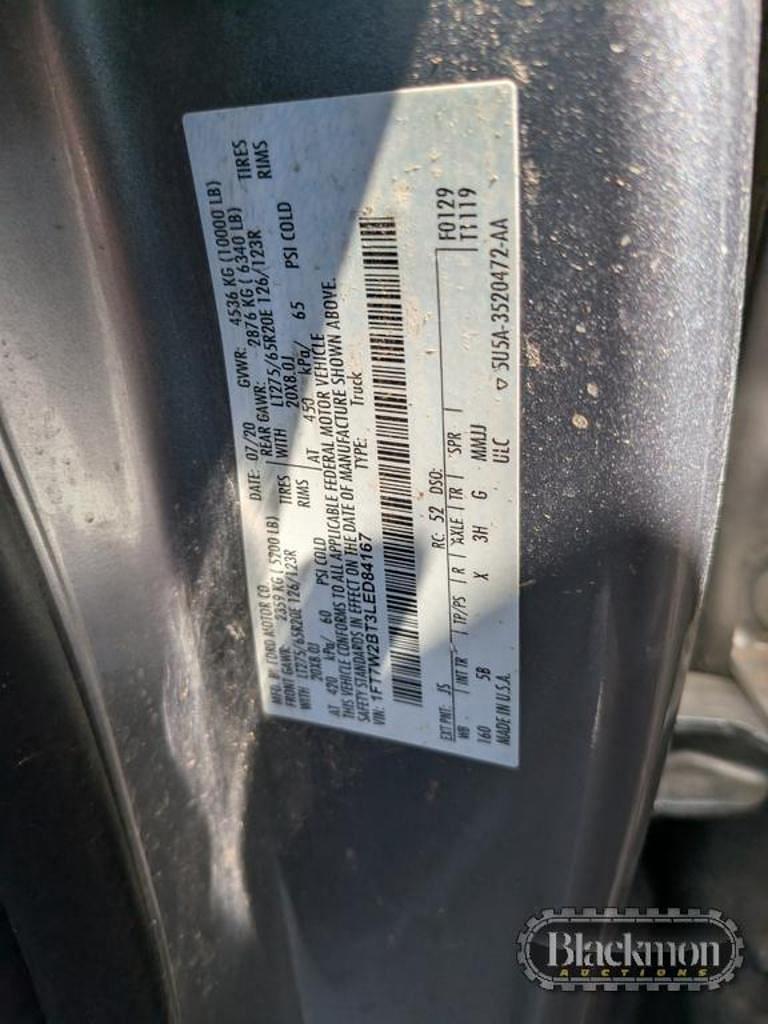 MFD. BY FORD MOTOR CO. DATE: 07/20 GVWR: 4536 KG (10000 LB)
FRONT GAWR: 2359 KG (5200 LB) REAR GAWR: 2876 KG (6340 LB)
WITH LT275/65R20E 126/123R TIRES WITH LT275/65R20E 126/123R TIRES
20X8.0J RIMS 20X8.0J RIMS
AT 420 kPa/ 60 PSI COLD AT 450 kPa/ 65 PSI COLD
THIS VEHICLE CONFORMS TO ALL APPLICABLE FEDERAL MOTOR VEHICLE
SAFETY STANDARDS IN EFFECT ON THE DATE OF MANUFACTURE SHOWN ABOVE.
VIN: 1FT7W2BT3LED84167 TYPE: Truck
F0129
EXT PNT: JS RC: 52 DSO: 119
WB INT TR TP/PS R AXLE TR SPR
160 5B X 3H G MMJJ
MADE IN U.S.A. ULC 5U5A-3520472-AA
Blackmon
AUCTIONS